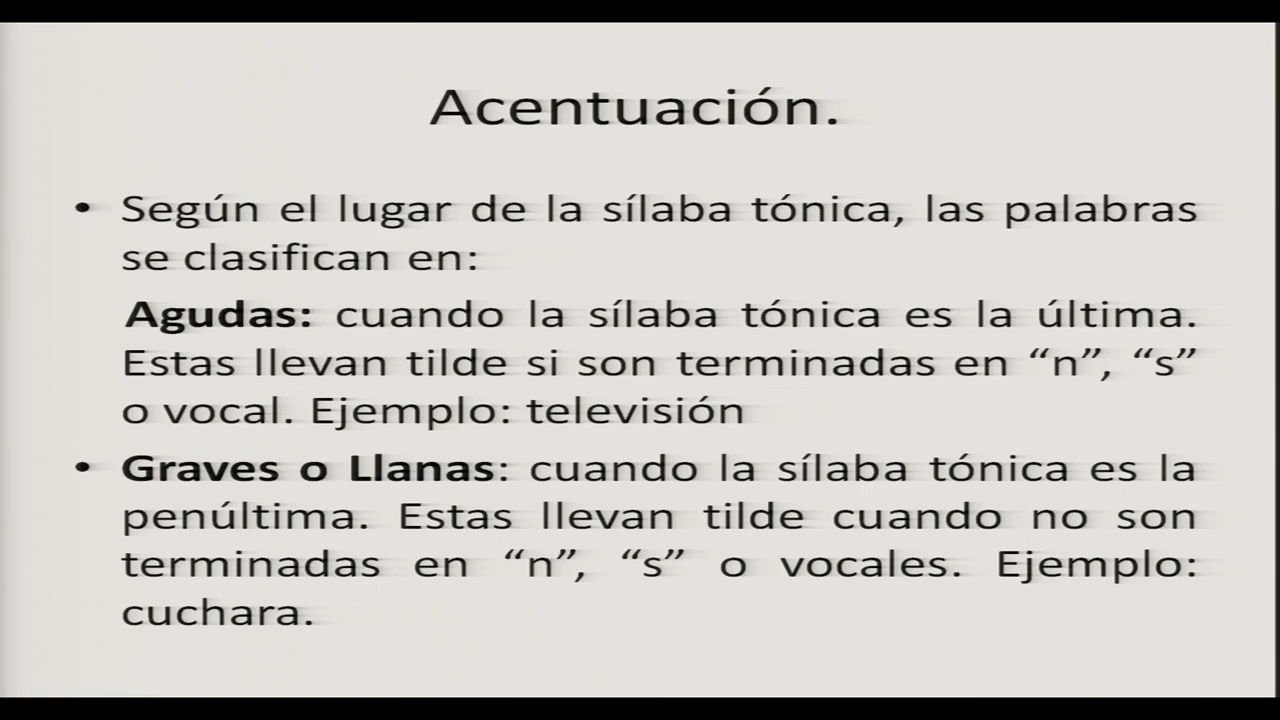 Acentuación.
• Según el lugar de la sílaba tónica, las palabras
se clasifican en:
Agudas: cuando la sílaba tónica es la última.
Estas llevan tilde si son terminadas en “n”, “s”
o vocal. Ejemplo: televisión
• Graves o Llanas: cuando la sílaba tónica es la
penúltima. Estas llevan tilde cuando no son
terminadas en “n”, “s” o vocales. Ejemplo:
cuchara.